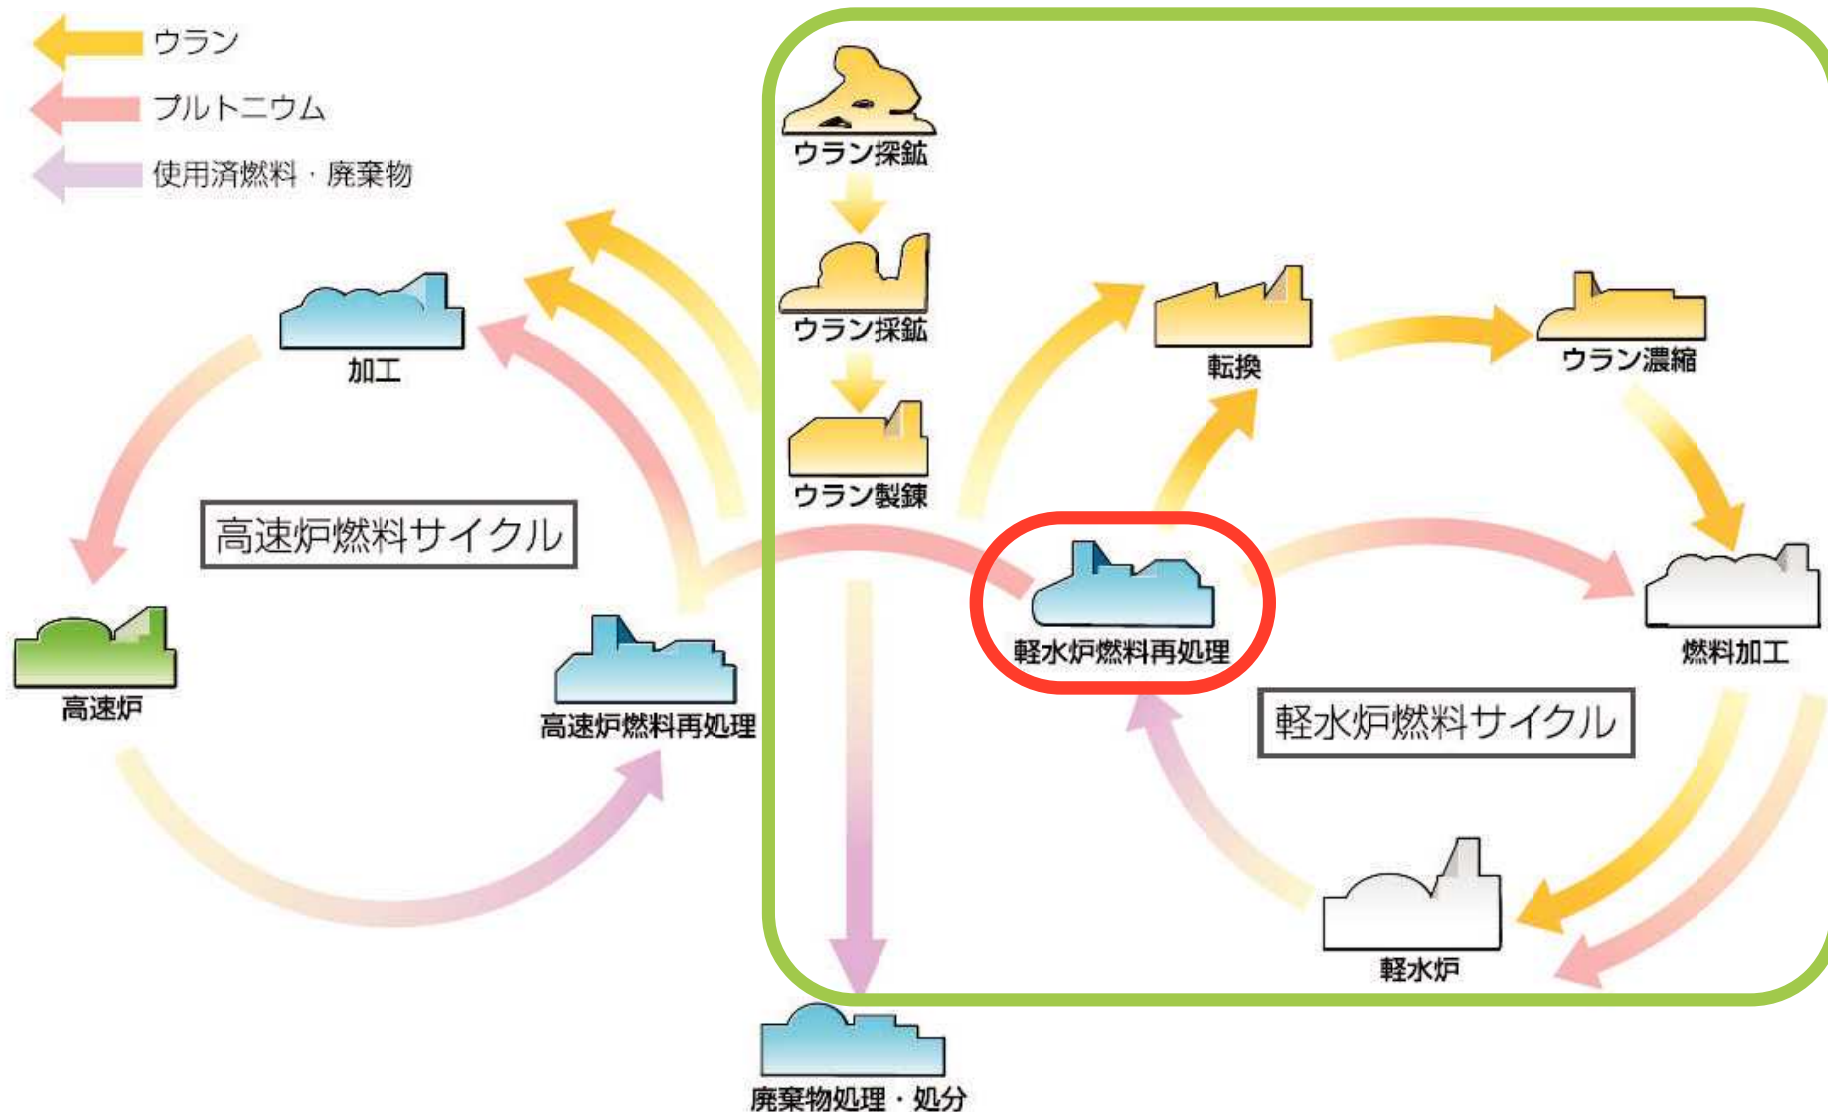 ウラン
プルトニウム
使用済燃料・廃棄物
ウラン探鉱
ウラン探鉱
ウラン製錬
転換
ウラン濃縮
加工
高速炉燃料サイクル
高速炉
高速炉燃料再処理
軽水炉燃料再処理
燃料加工
軽水炉燃料サイクル
軽水炉
廃棄物処理・処分